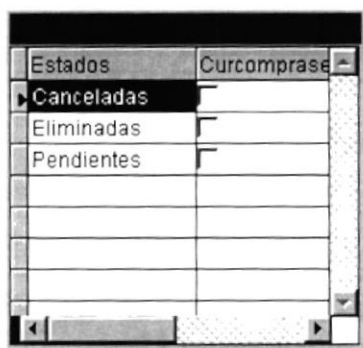 Estados Curcomprase
Canceladas
Eliminadas
Pendientes